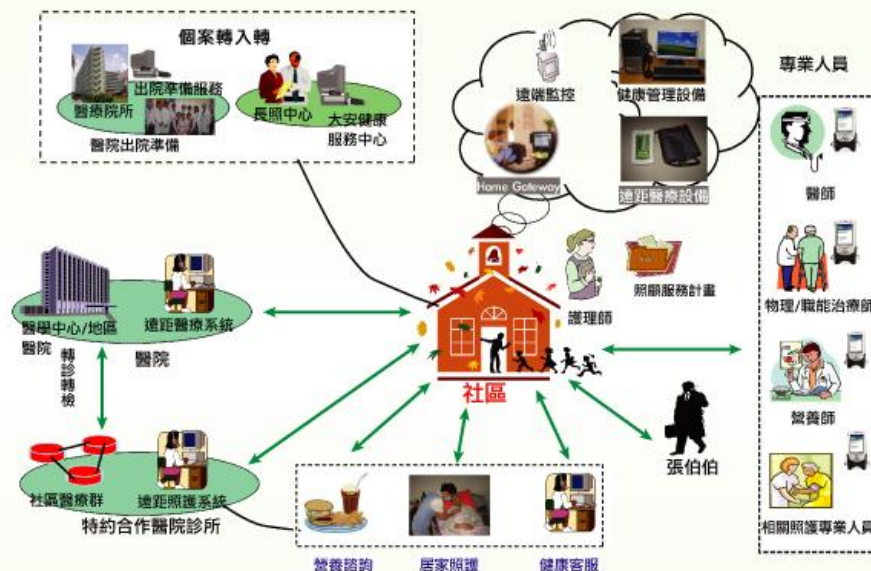 個案轉入轉
出院準備服務
醫療院所
醫院出院準備
長照中心
大安健康
服務中心
遠端監控
健康管理設備
Home Gateway
遠距醫療設備
專業人員
醫師
物理/職能治療師
營養師
相關照護專業人員
護理師
照顧服務計畫
社區
張伯伯
醫學中心/地區
醫院
遠距醫療系統
醫院
轉診轉檢
社區醫療群
遠距照護系統
特約合作醫院診所
營養諮詢
居家照護
健康客服